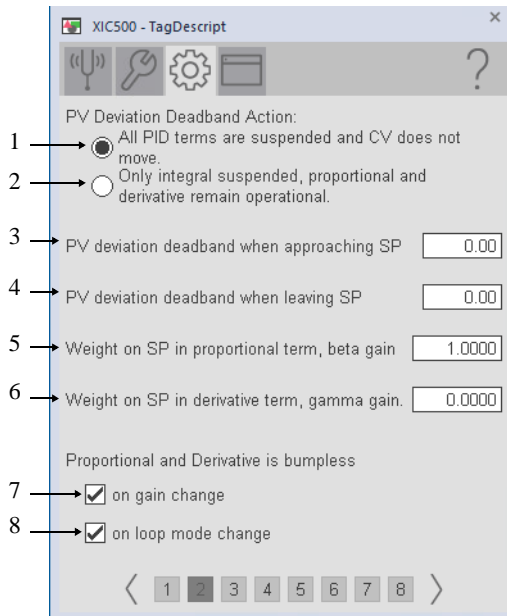 XIC500 - TagDescript
×
?
PV Deviation Deadband Action:
1
All PID terms are suspended and CV does not
move.
2
Only integral suspended, proportional and
derivative remain operational.
3
PV deviation deadband when approaching SP 0.00
4
PV deviation deadband when leaving SP 0.00
5
Weight on SP in proportional term, beta gain 1.0000
6
Weight on SP in derivative term, gamma gain. 0.0000
Proportional and Derivative is bumpless
7
on gain change
8
on loop mode change
1 2 3 4 5 6 7 8